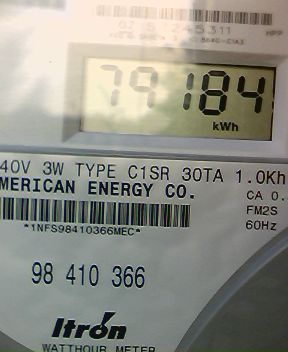 79184
kWh
40V 3W TYPE C1SR 30TA 1.0Kh
MERICAN ENERGY CO.
CA 0.
FM2S
60Hz
*1NFS98410366MEC*
98 410 366
Itron
WATTHOUR METER